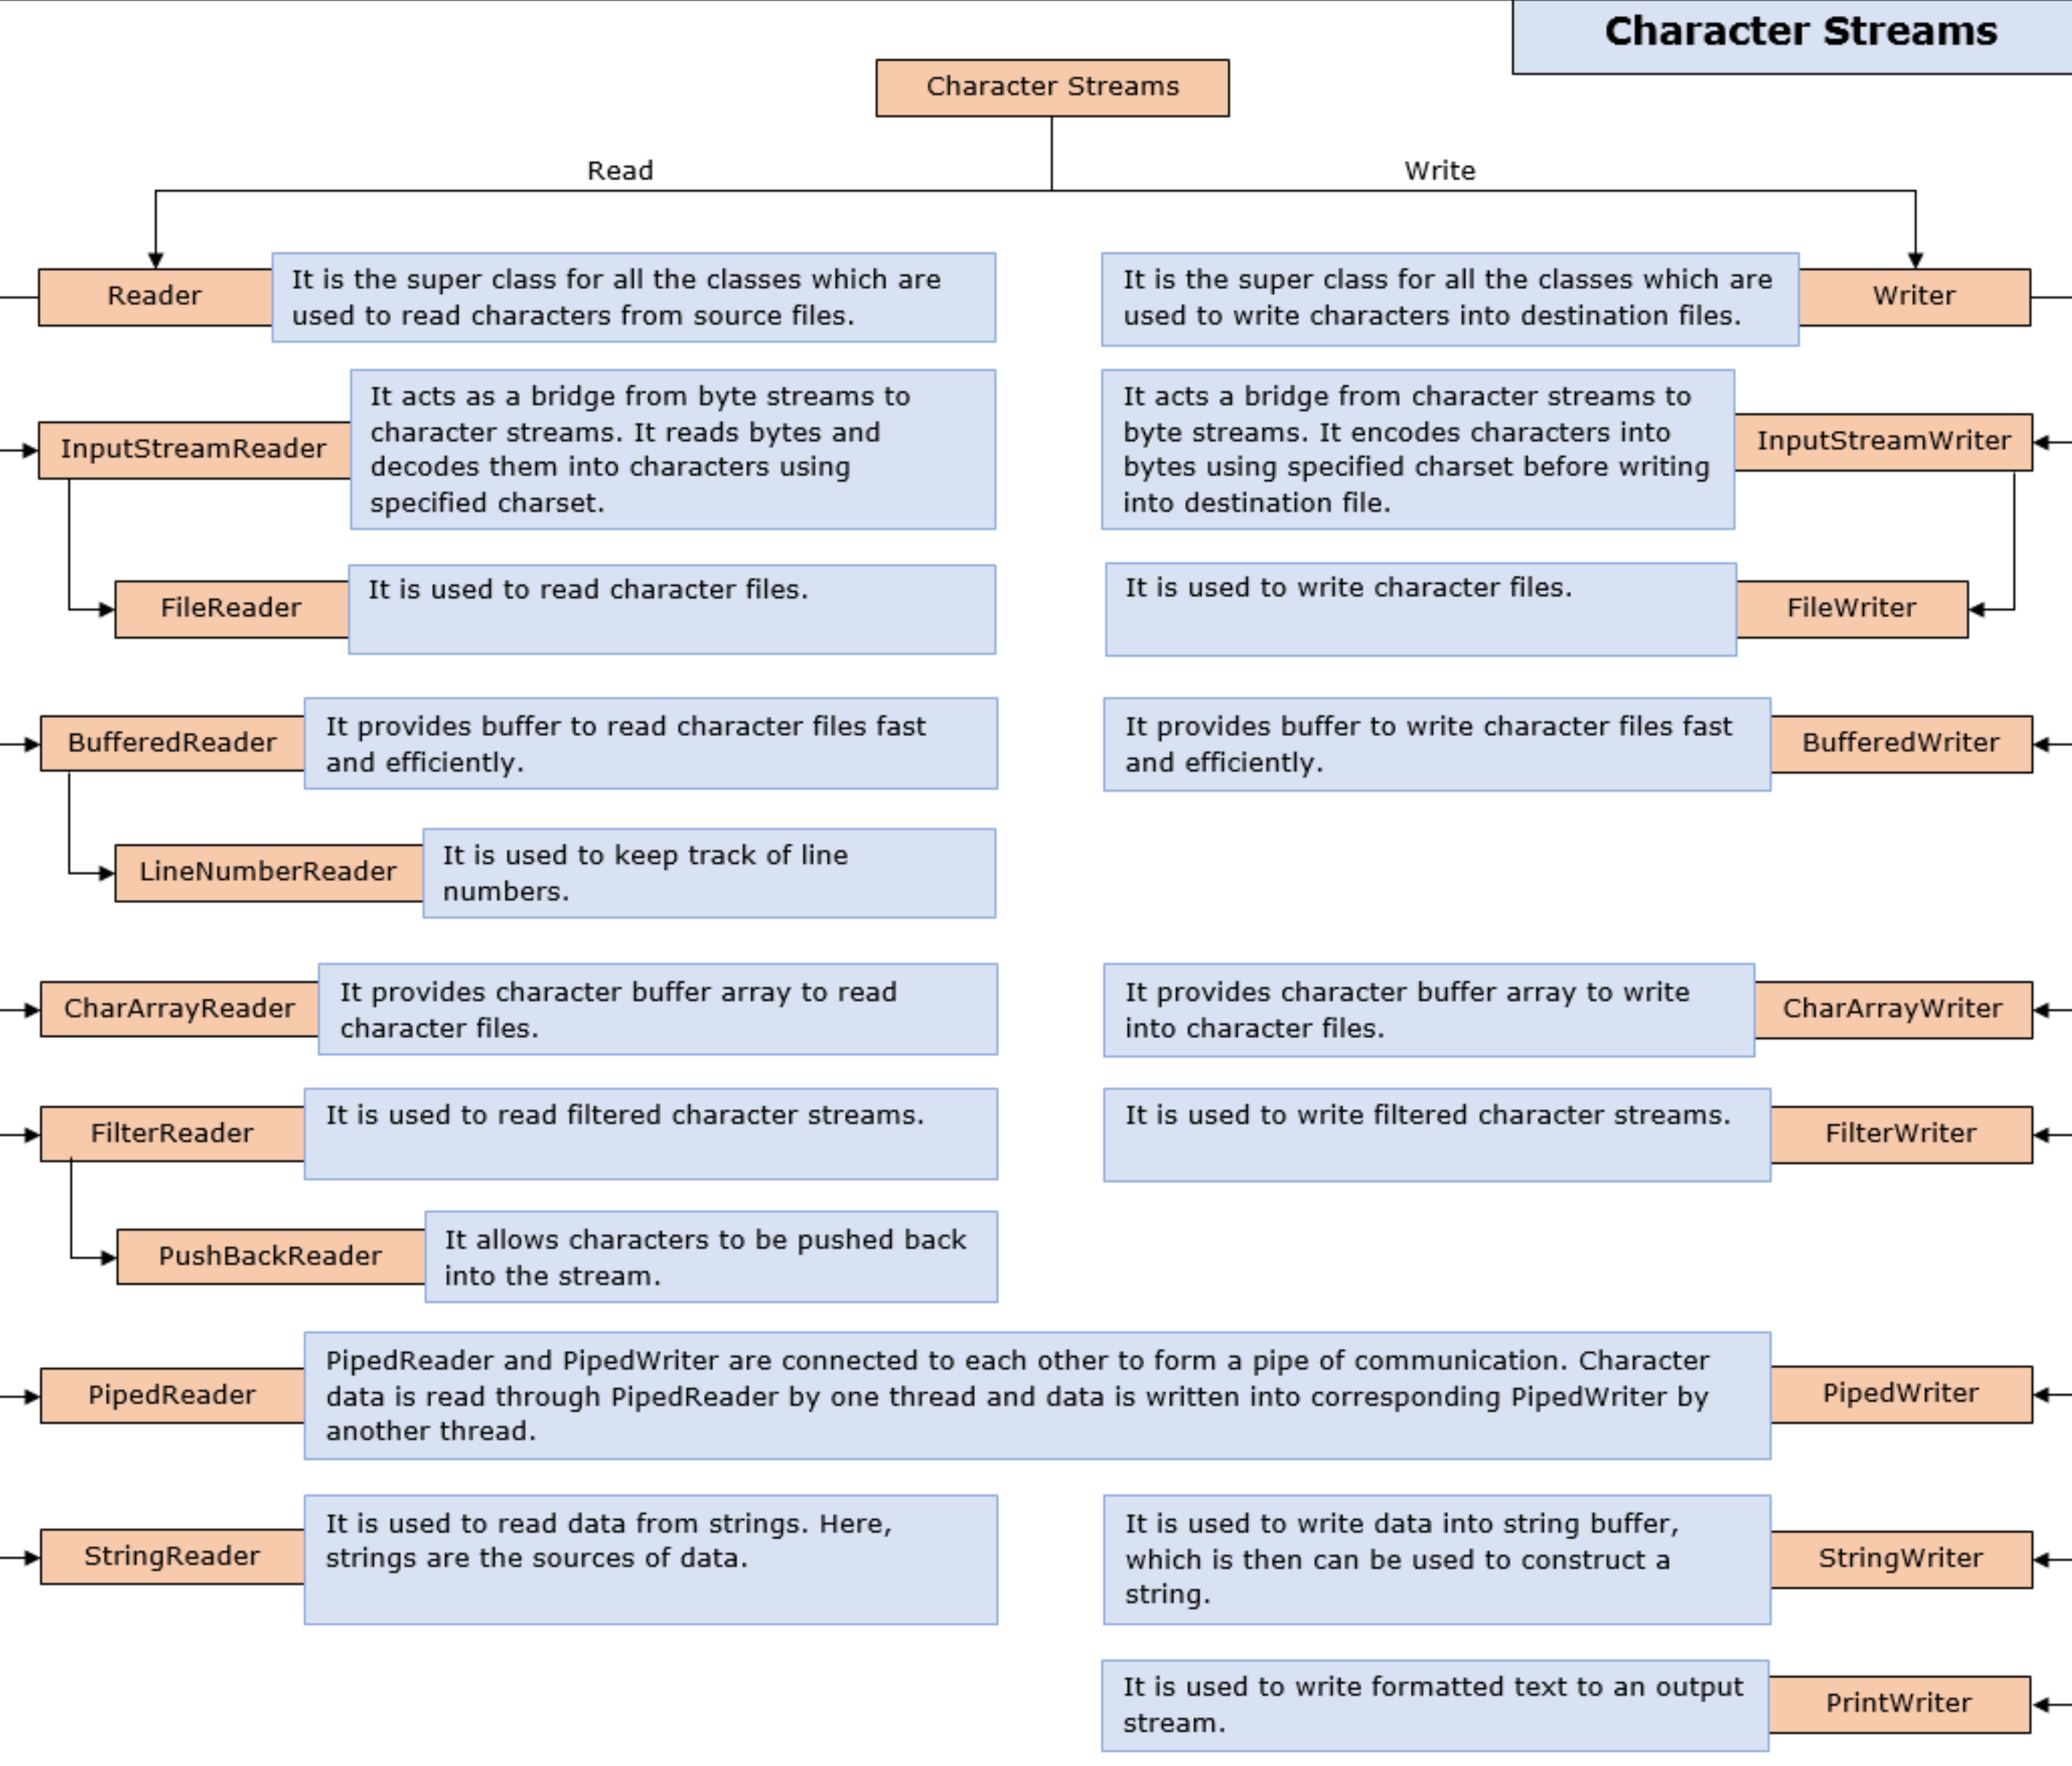 Character Streams
Character Streams
Read
Write
Reader
It is the super class for all the classes which are
used to read characters from source files.
It is the super class for all the classes which are
used to write characters into destination files.
Writer
InputStreamReader
It acts as a bridge from byte streams to
character streams. It reads bytes and
decodes them into characters using
specified charset.
It acts a bridge from character streams to
byte streams. It encodes characters into
bytes using specified charset before writing
into destination file.
InputStreamWriter
FileReader
It is used to read character files.
It is used to write character files.
FileWriter
BufferedReader
It provides buffer to read character files fast
and efficiently.
It provides buffer to write character files fast
and efficiently.
BufferedWriter
LineNumberReader
It is used to keep track of line
numbers.
CharArrayReader
It provides character buffer array to read
character files.
It provides character buffer array to write
into character files.
CharArrayWriter
FilterReader
It is used to read filtered character streams.
It is used to write filtered character streams.
FilterWriter
PushBackReader
It allows characters to be pushed back
into the stream.
PipedReader
PipedReader and PipedWriter are connected to each other to form a pipe of communication. Character
data is read through PipedReader by one thread and data is written into corresponding PipedWriter by
another thread.
PipedWriter
StringReader
It is used to read data from strings. Here,
strings are the sources of data.
It is used to write data into string buffer,
which is then can be used to construct a
string.
StringWriter
It is used to write formatted text to an output
stream.
PrintWriter